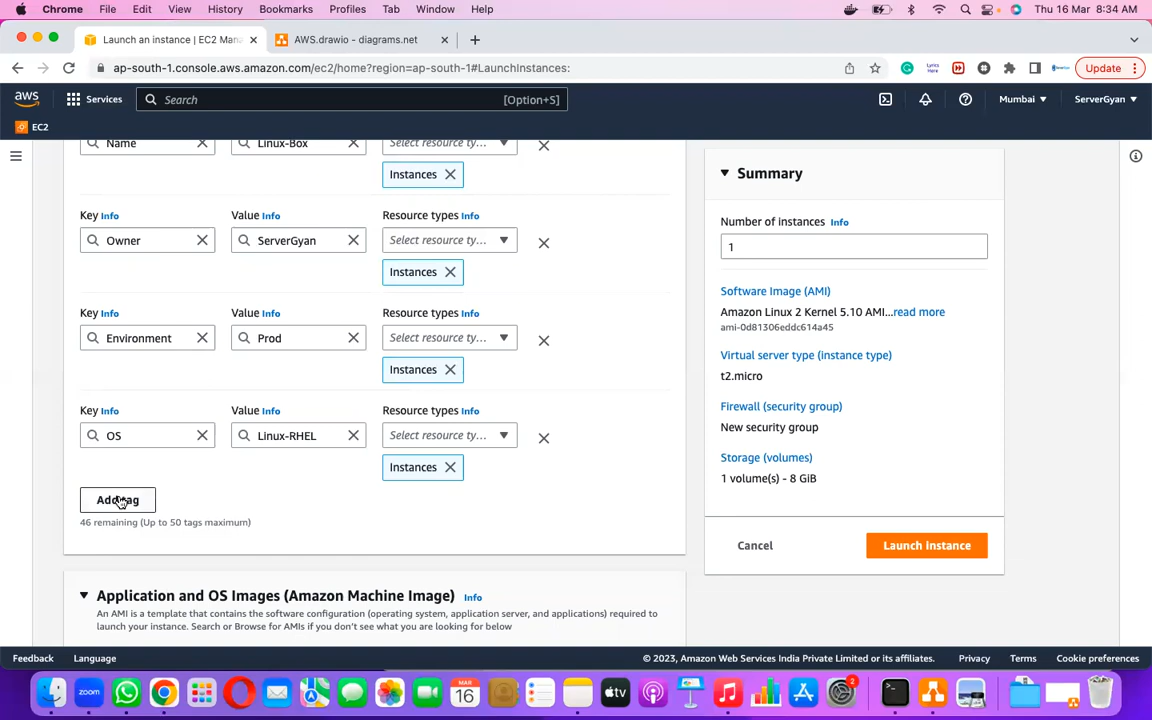 Chrome File Edit View History Bookmarks Profiles Tab Window Help
Thu 16 Mar 8:34 AM
Launch an instance | EC2 Mana
AWS.drawio - diagrams.net
ap-south-1.console.aws.amazon.com/ec2/home?region=ap-south-1#LaunchInstances:
Update
aws
Services
Search
[Option+S]
Mumbai
ServerGyan
EC2
Name
Linux-Box
Select resource ty...
Instances
Key Info
Value Info
Resource types Info
Owner
ServerGyan
Select resource ty...
Instances
Key Info
Value Info
Resource types Info
Environment
Prod
Select resource ty...
Instances
Key Info
Value Info
Resource types Info
OS
Linux-RHEL
Select resource ty...
Instances
Add tag
46 remaining (Up to 50 tags maximum)
Application and OS Images (Amazon Machine Image) Info
An AMI is a template that contains the software configuration (operating system, application server, and applications) required to
launch your instance. Search or Browse for AMIs if you don't see what you are looking for below
Summary
Number of instances Info
1
Software Image (AMI)
Amazon Linux 2 Kernel 5.10 AMI...read more
ami-0d81306eddc614a45
Virtual server type (instance type)
t2.micro
Firewall (security group)
New security group
Storage (volumes)
1 volume(s) - 8 GiB
Cancel
Launch instance
Feedback
Language
© 2023, Amazon Web Services India Private Limited or its affiliates.
Privacy
Terms
Cookie preferences
zoom
MAR
16
tv
2